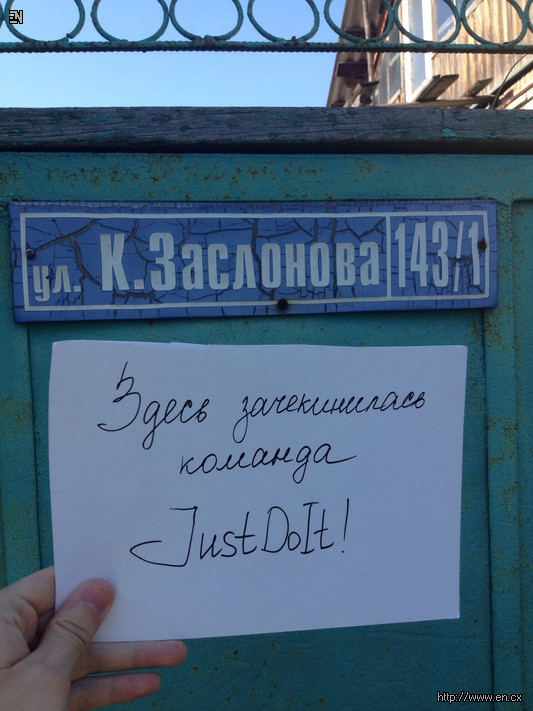 EN
ул. К.Заслонова 143/1
Здесь зачекинилась
команда
JustDoIt!
http://www.en.cx